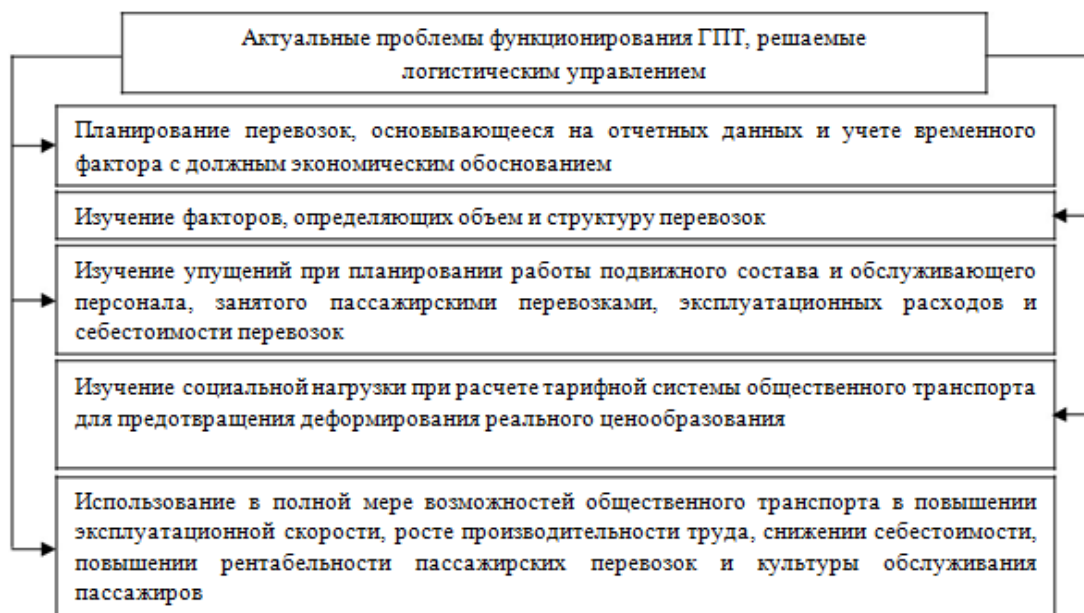 Актуальные проблемы функционирования ГПТ, решаемые
логистическим управлением
Планирование перевозок, основывающееся на отчетных данных и учете временного
фактора с должным экономическим обоснованием
Изучение факторов, определяющих объем и структуру перевозок
Изучение упущений при планировании работы подвижного состава и обслуживающего
персонала, занятого пассажирскими перевозками, эксплуатационных расходов и
себестоимости перевозок
Изучение социальной нагрузки при расчете тарифной системы общественного транспорта
для предотвращения деформирования реального ценообразования
Использование в полной мере возможностей общественного транспорта в повышении
эксплуатационной скорости, росте производительности труда, снижении себестоимости,
повышении рентабельности пассажирских перевозок и культуры обслуживания
пассажиров